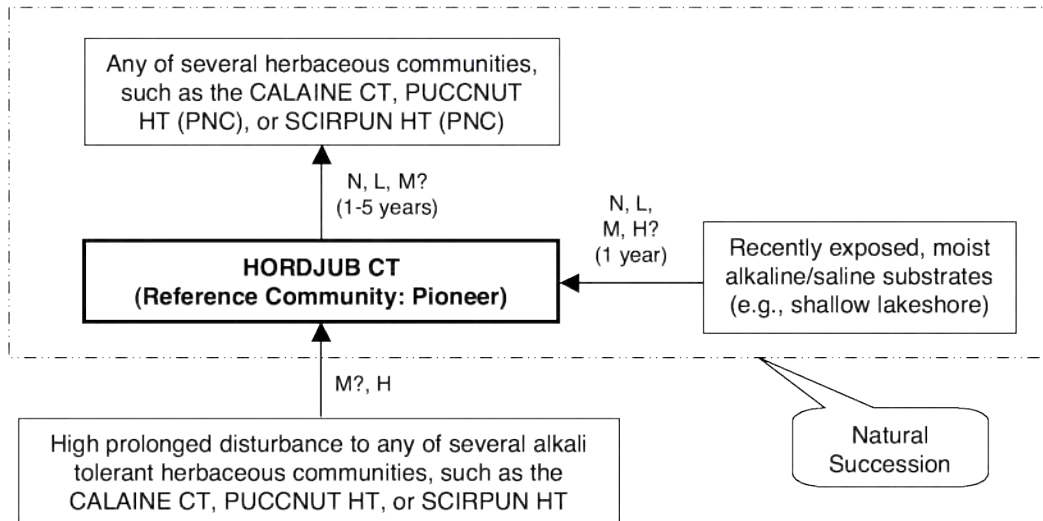 Any of several herbaceous communities,
such as the CALAINE CT, PUCCNUT
HT (PNC), or SCIRPUN HT (PNC)
N, L, M?
(1-5 years)
N, L,
M, H?
(1 year)
HORDJUB CT
(Reference Community: Pioneer)
Recently exposed, moist
alkaline/saline substrates
(e.g., shallow lakeshore)
M?, H
High prolonged disturbance to any of several alkali
tolerant herbaceous communities, such as the
CALAINE CT, PUCCNUT HT, or SCIRPUN HT
Natural
Succession